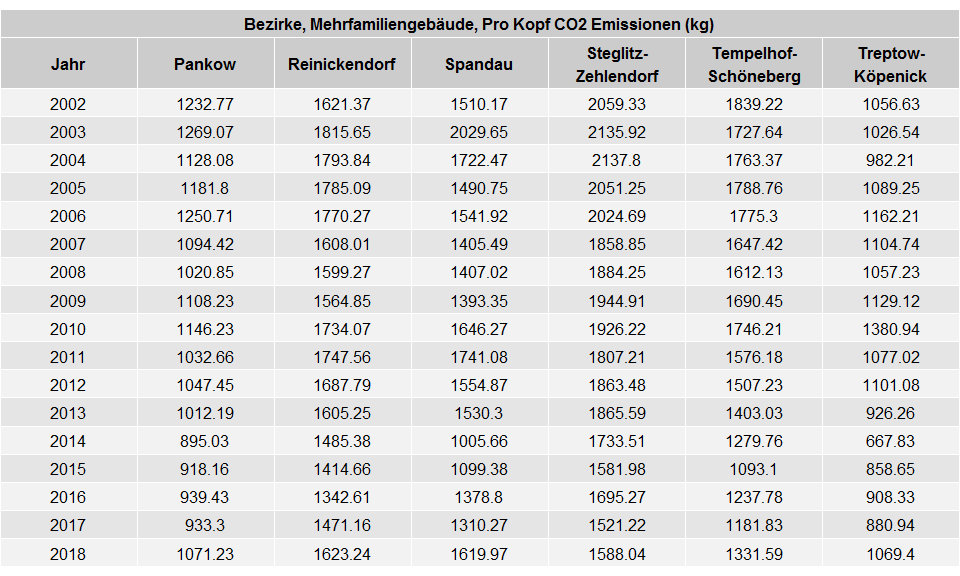 Bezirke, Mehrfamiliengebäude, Pro Kopf CO2 Emissionen (kg)
Jahr Pankow Reinickendorf Spandau Steglitz-Zehlendorf Tempelhof-Schöneberg Treptow-Köpenick
2002 1232.77 1621.37 1510.17 2059.33 1839.22 1056.63
2003 1269.07 1815.65 2029.65 2135.92 1727.64 1026.54
2004 1128.08 1793.84 1722.47 2137.8 1763.37 982.21
2005 1181.8 1785.09 1490.75 2051.25 1788.76 1089.25
2006 1250.71 1770.27 1541.92 2024.69 1775.3 1162.21
2007 1094.42 1608.01 1405.49 1858.85 1647.42 1104.74
2008 1020.85 1599.27 1407.02 1884.25 1612.13 1057.23
2009 1108.23 1564.85 1393.35 1944.91 1690.45 1129.12
2010 1146.23 1734.07 1646.27 1926.22 1746.21 1380.94
2011 1032.66 1747.56 1741.08 1807.21 1576.18 1077.02
2012 1047.45 1687.79 1554.87 1863.48 1507.23 1101.08
2013 1012.19 1605.25 1530.3 1865.59 1403.03 926.26
2014 895.03 1485.38 1005.66 1733.51 1279.76 667.83
2015 918.16 1414.66 1099.38 1581.98 1093.1 858.65
2016 939.43 1342.61 1378.8 1695.27 1237.78 908.33
2017 933.3 1471.16 1310.27 1521.22 1181.83 880.94
2018 1071.23 1623.24 1619.97 1588.04 1331.59 1069.4